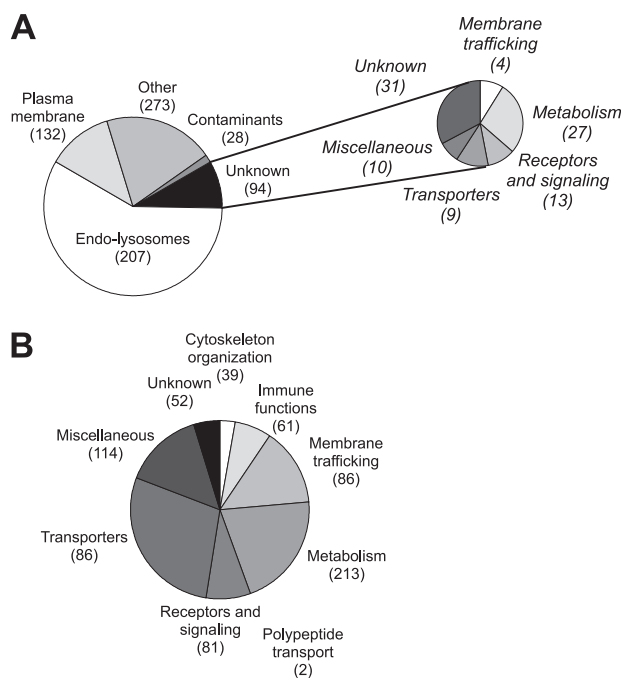 A
Plasma
membrane
(132)
Other
(273)
Contaminants
(28)
Unknown
(94)
Endo-lysosomes
(207)
Unknown
(31)
Membrane
trafficking
(4)
Metabolism
(27)
Receptors
and signaling
(13)
Transporters
(9)
Miscellaneous
(10)
B
Cytoskeleton
organization
(39)
Immune
functions
(61)
Membrane
trafficking
(86)
Metabolism
(213)
Polypeptide
transport
(2)
Receptors and
signaling
(81)
Transporters
(86)
Miscellaneous
(114)
Unknown
(52)